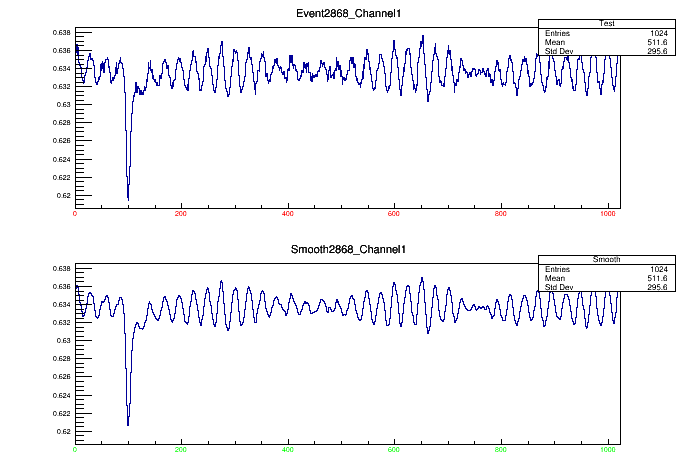 Event2868_Channel1
Test
Entries 1024
Mean 511.6
Std Dev 295.6
0.638
0.636
0.634
0.632
0.63
0.628
0.626
0.624
0.622
0.62
0 200 400 600 800 1000
Smooth2868_Channel1
Smooth
Entries 1024
Mean 511.6
Std Dev 295.6
0.638
0.636
0.634
0.632
0.63
0.628
0.626
0.624
0.622
0.62
0 200 400 600 800 1000